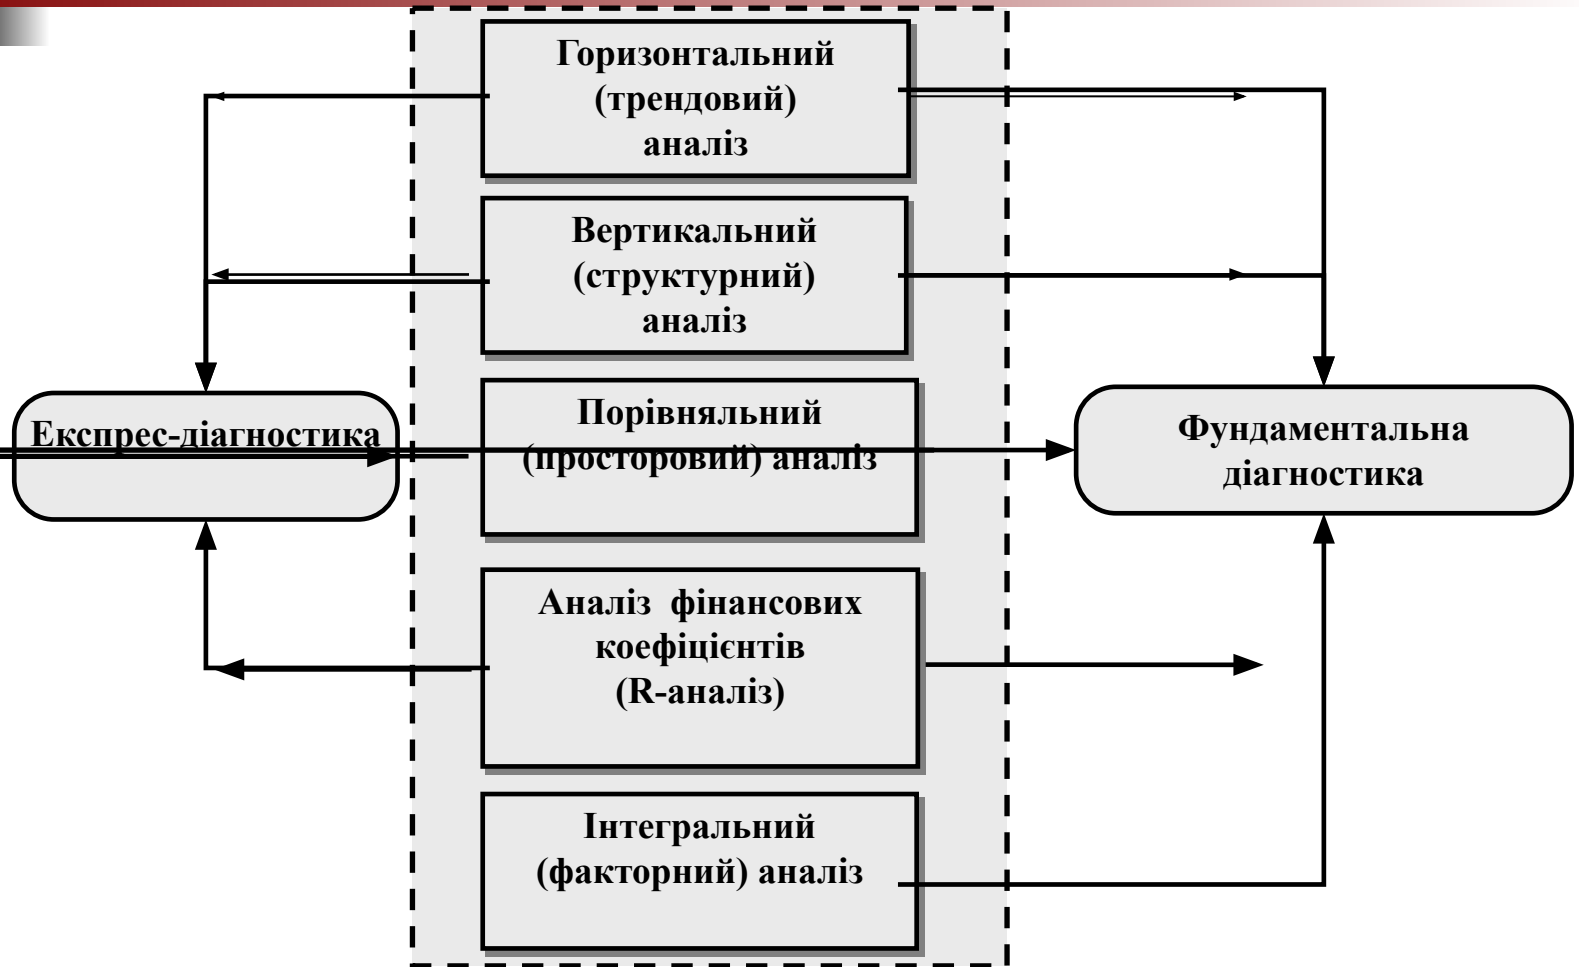 Горизонтальний
(трендовий)
аналіз
Вертикальний
(структурний)
аналіз
Експрес-діагностика
Порівняльний
(просторовий) аналіз
Фундаментальна
діагностика
Аналіз фінансових
коефіцієнтів
(R-аналіз)
Інтегральний
(факторний) аналіз